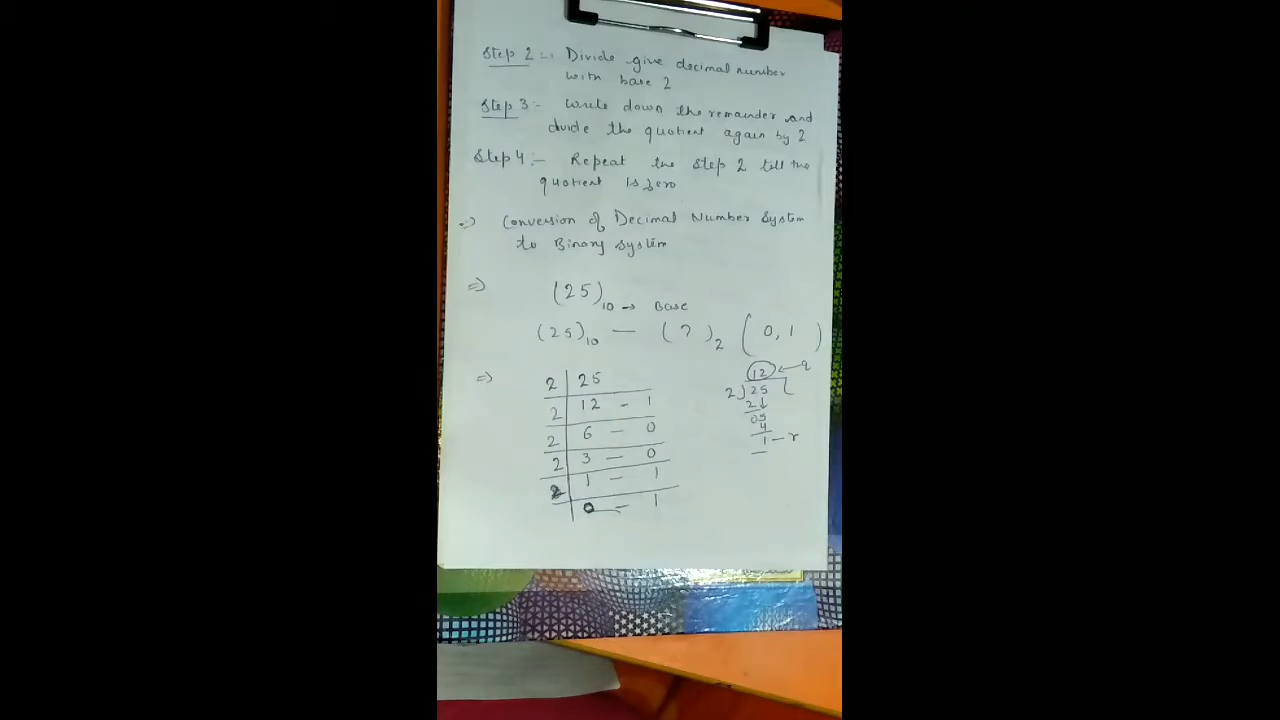 Step 2 :- Divide give decimal number
with base 2
Step 3 :- Write down the remainder and
divide the quotient again by 2
Step 4 :- Repeat the step 2 till the
quotient is zero
=> Conversion of Decimal Number System
to Binary system
=> (25)10 → Base
(25)10 — (?)2 (0,1)
=> 2 | 25
2 | 12 — 1
2 | 6 — 0
2 | 3 — 0
2 | 1 — 1
0 — 1
12 ← q
2 ) 25 (
2 ↓
05
4
1 — r